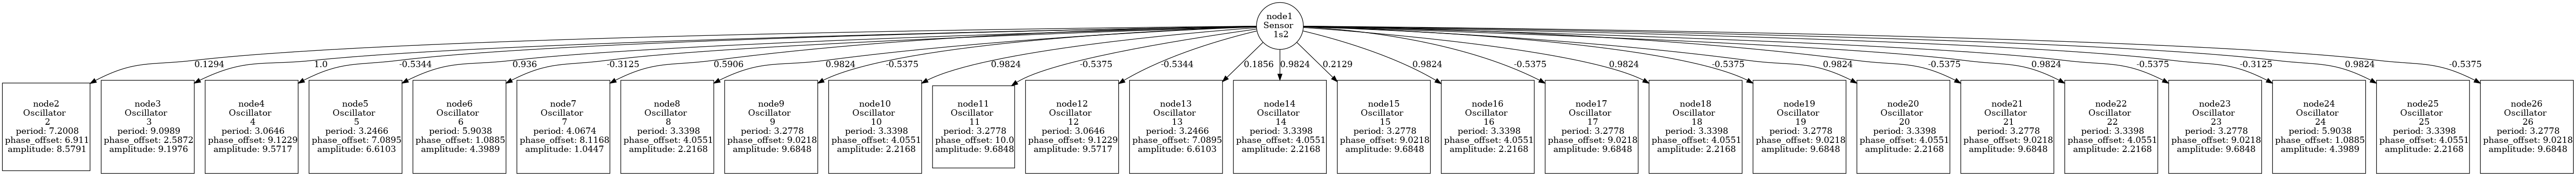 node1
Sensor
1s2
0.1294
1.0
-0.5344
0.936
-0.3125
0.5906
0.9824
-0.5375
0.9824
-0.5375
-0.5344
0.1856
0.9824
0.2129
0.9824
-0.5375
0.9824
-0.5375
0.9824
-0.5375
0.9824
-0.5375
-0.3125
0.9824
-0.5375
node2
Oscillator
2
period: 7.2008
phase_offset: 6.911
amplitude: 8.5791
node3
Oscillator
3
period: 9.0989
phase_offset: 2.5872
amplitude: 9.1976
node4
Oscillator
4
period: 3.0646
phase_offset: 9.1229
amplitude: 9.5717
node5
Oscillator
5
period: 3.2466
phase_offset: 7.0895
amplitude: 6.6103
node6
Oscillator
6
period: 5.9038
phase_offset: 1.0885
amplitude: 4.3989
node7
Oscillator
7
period: 4.0674
phase_offset: 8.1168
amplitude: 1.0447
node8
Oscillator
8
period: 3.3398
phase_offset: 4.0551
amplitude: 2.2168
node9
Oscillator
9
period: 3.2778
phase_offset: 9.0218
amplitude: 9.6848
node10
Oscillator
10
period: 3.3398
phase_offset: 4.0551
amplitude: 2.2168
node11
Oscillator
11
period: 3.2778
phase_offset: 10.0
amplitude: 9.6848
node12
Oscillator
12
period: 3.0646
phase_offset: 9.1229
amplitude: 9.5717
node13
Oscillator
13
period: 3.2466
phase_offset: 7.0895
amplitude: 6.6103
node14
Oscillator
14
period: 3.3398
phase_offset: 4.0551
amplitude: 2.2168
node15
Oscillator
15
period: 3.2778
phase_offset: 9.0218
amplitude: 9.6848
node16
Oscillator
16
period: 3.3398
phase_offset: 4.0551
amplitude: 2.2168
node17
Oscillator
17
period: 3.2778
phase_offset: 9.0218
amplitude: 9.6848
node18
Oscillator
18
period: 3.3398
phase_offset: 4.0551
amplitude: 2.2168
node19
Oscillator
19
period: 3.2778
phase_offset: 9.0218
amplitude: 9.6848
node20
Oscillator
20
period: 3.3398
phase_offset: 4.0551
amplitude: 2.2168
node21
Oscillator
21
period: 3.2778
phase_offset: 9.0218
amplitude: 9.6848
node22
Oscillator
22
period: 3.3398
phase_offset: 4.0551
amplitude: 2.2168
node23
Oscillator
23
period: 3.2778
phase_offset: 9.0218
amplitude: 9.6848
node24
Oscillator
24
period: 5.9038
phase_offset: 1.0885
amplitude: 4.3989
node25
Oscillator
25
period: 3.3398
phase_offset: 4.0551
amplitude: 2.2168
node26
Oscillator
26
period: 3.2778
phase_offset: 9.0218
amplitude: 9.6848